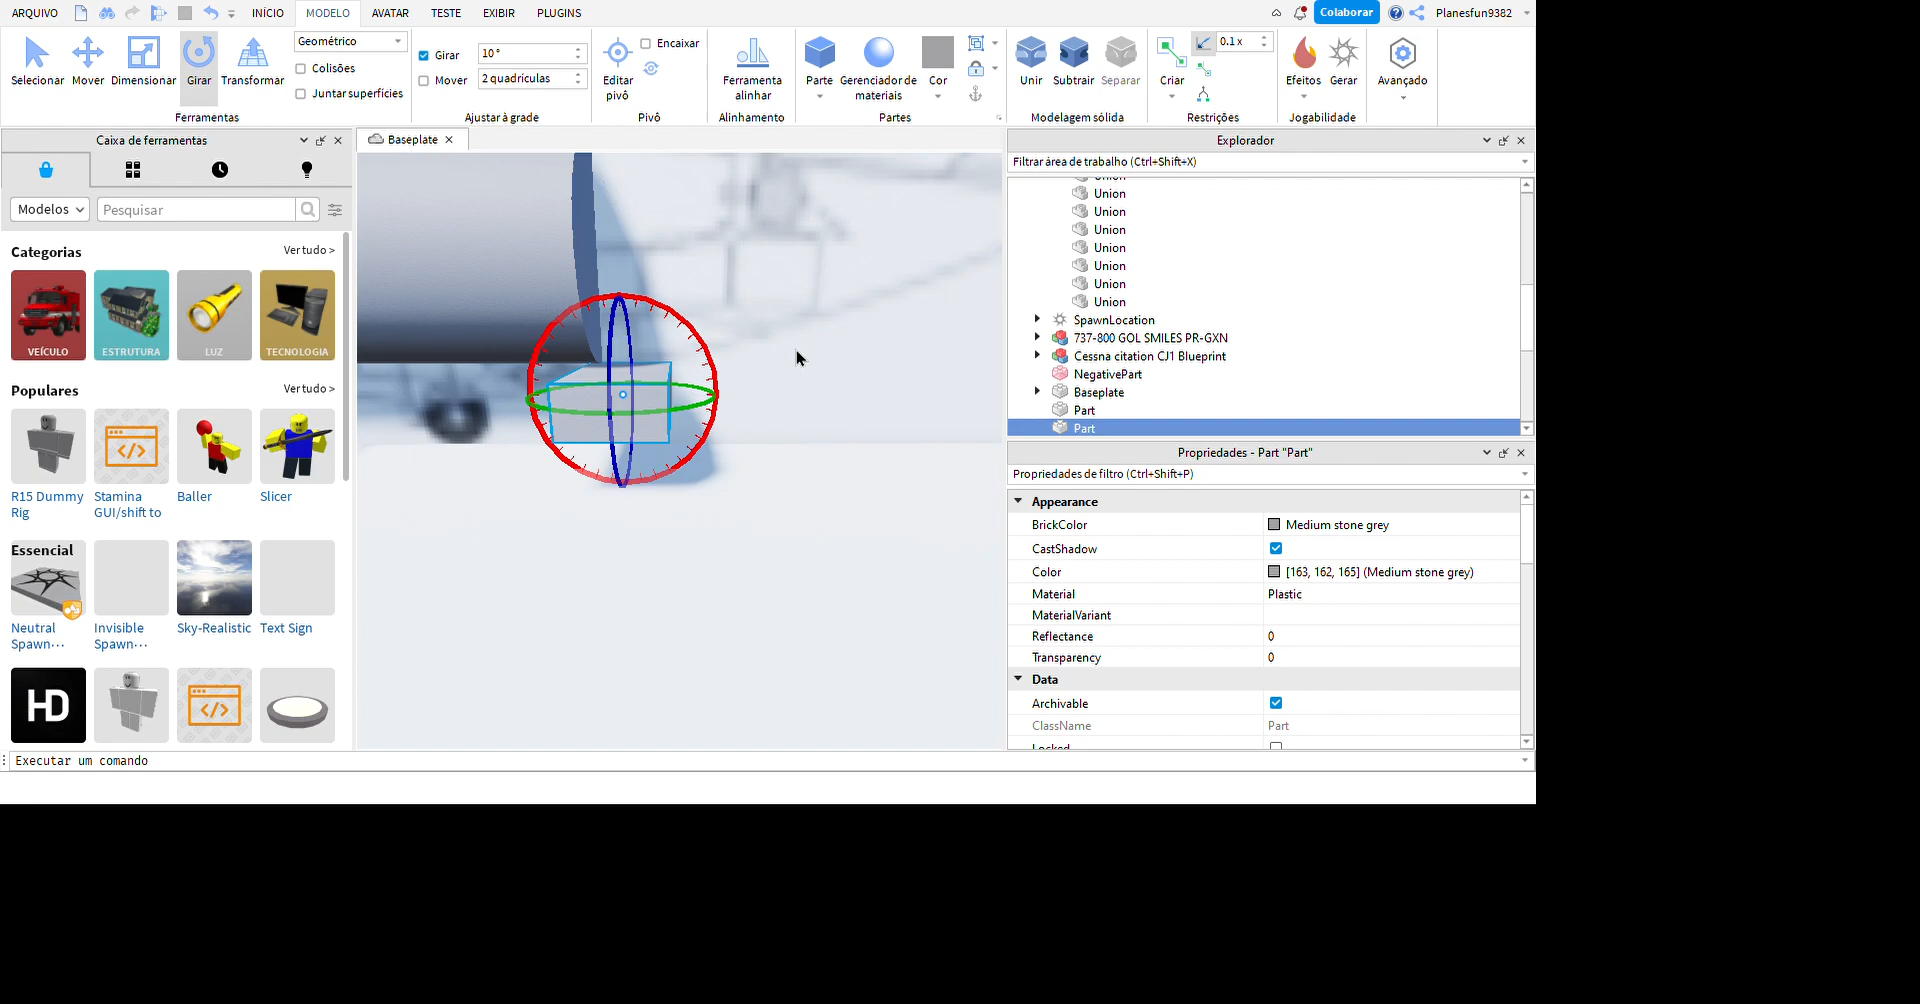 ARQUIVO
INÍCIO
MODELO
AVATAR
TESTE
EXIBIR
PLUGINS
Colaborar
Planesfun9382
Selecionar
Mover
Dimensionar
Girar
Transformar
Geométrico
Colisões
Juntar superfícies
Ferramentas
Girar
10 °
Mover
2 quadrículas
Ajustar à grade
Editar
pivô
Encaixar
Pivô
Ferramenta
alinhar
Alinhamento
Parte
Gerenciador de
materiais
Cor
Partes
Unir
Subtrair
Separar
Modelagem sólida
Criar
0.1 x
Restrições
Efeitos
Gerar
Jogabilidade
Avançado
Caixa de ferramentas
Modelos
Pesquisar
Categorias
Ver tudo >
VEÍCULO
ESTRUTURA
LUZ
TECNOLOGIA
Populares
Ver tudo >
R15 Dummy
Rig
Stamina
GUI/shift to
Baller
Slicer
Essencial
Neutral
Spawn···
Invisible
Spawn···
Sky-Realistic
Text Sign
HD
Baseplate
Explorador
Filtrar área de trabalho (Ctrl+Shift+X)
Union
Union
Union
Union
Union
Union
Union
Union
SpawnLocation
737-800 GOL SMILES PR-GXN
Cessna citation CJ1 Blueprint
NegativePart
Baseplate
Part
Part
Propriedades - Part "Part"
Propriedades de filtro (Ctrl+Shift+P)
Appearance
BrickColor
Medium stone grey
CastShadow
Color
[163, 162, 165] (Medium stone grey)
Material
Plastic
MaterialVariant
Reflectance
0
Transparency
0
Data
Archivable
ClassName
Part
Locked
Executar um comando